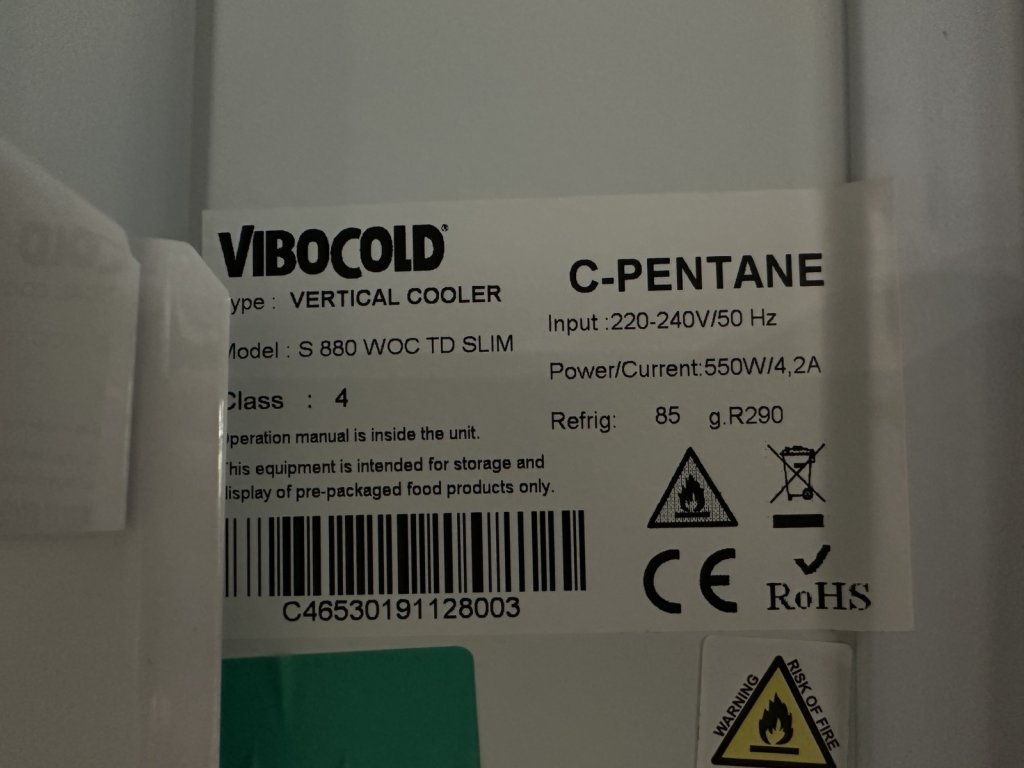 VIBOCOLD®
ype : VERTICAL COOLER
Model : S 880 WOC TD SLIM
Class : 4
peration manual is inside the unit.
his equipment is intended for storage and
display of pre-packaged food products only.
C46530191128003
C-PENTANE
Input :220-240V/50 Hz
Power/Current:550W/4,2A
Refrig: 85 g.R290
CE
RoHS
WARNING
RISK OF FIRE